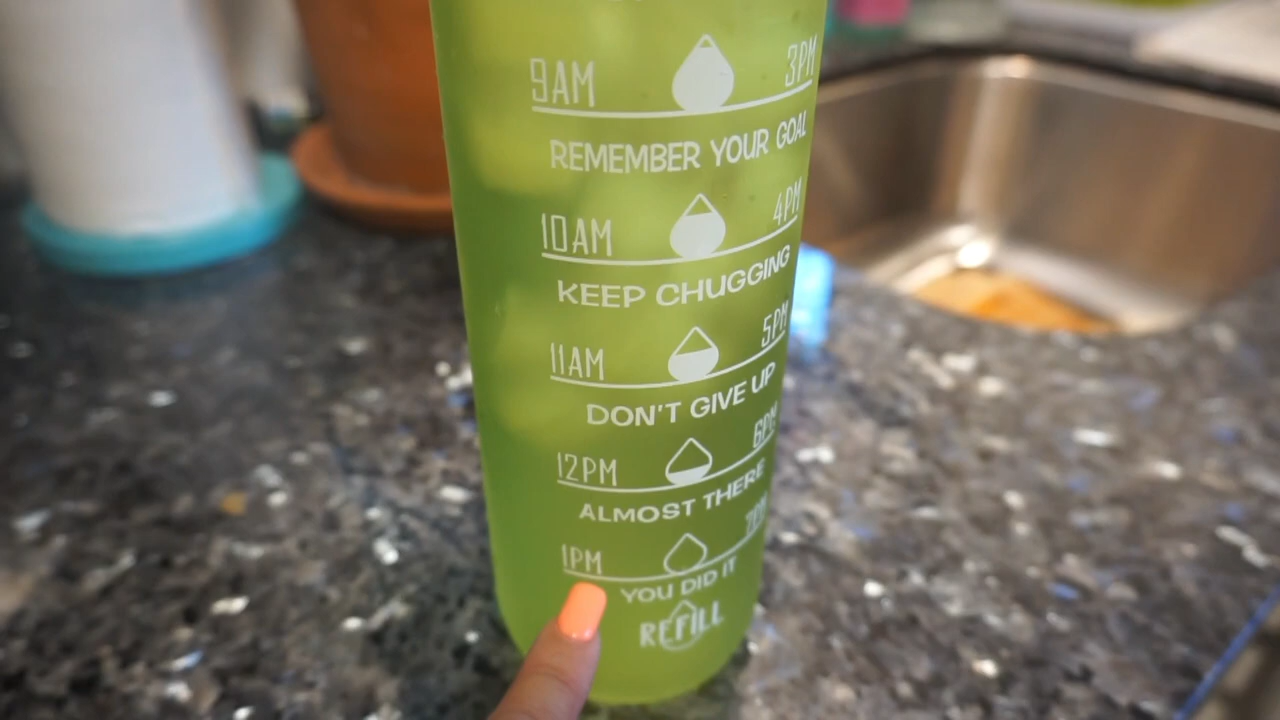 9AM 3PM
REMEMBER YOUR GOAL
10AM 4PM
KEEP CHUGGING
11AM 5PM
DON'T GIVE UP
12PM 6PM
ALMOST THERE
1PM 7PM
YOU DID IT
REFILL